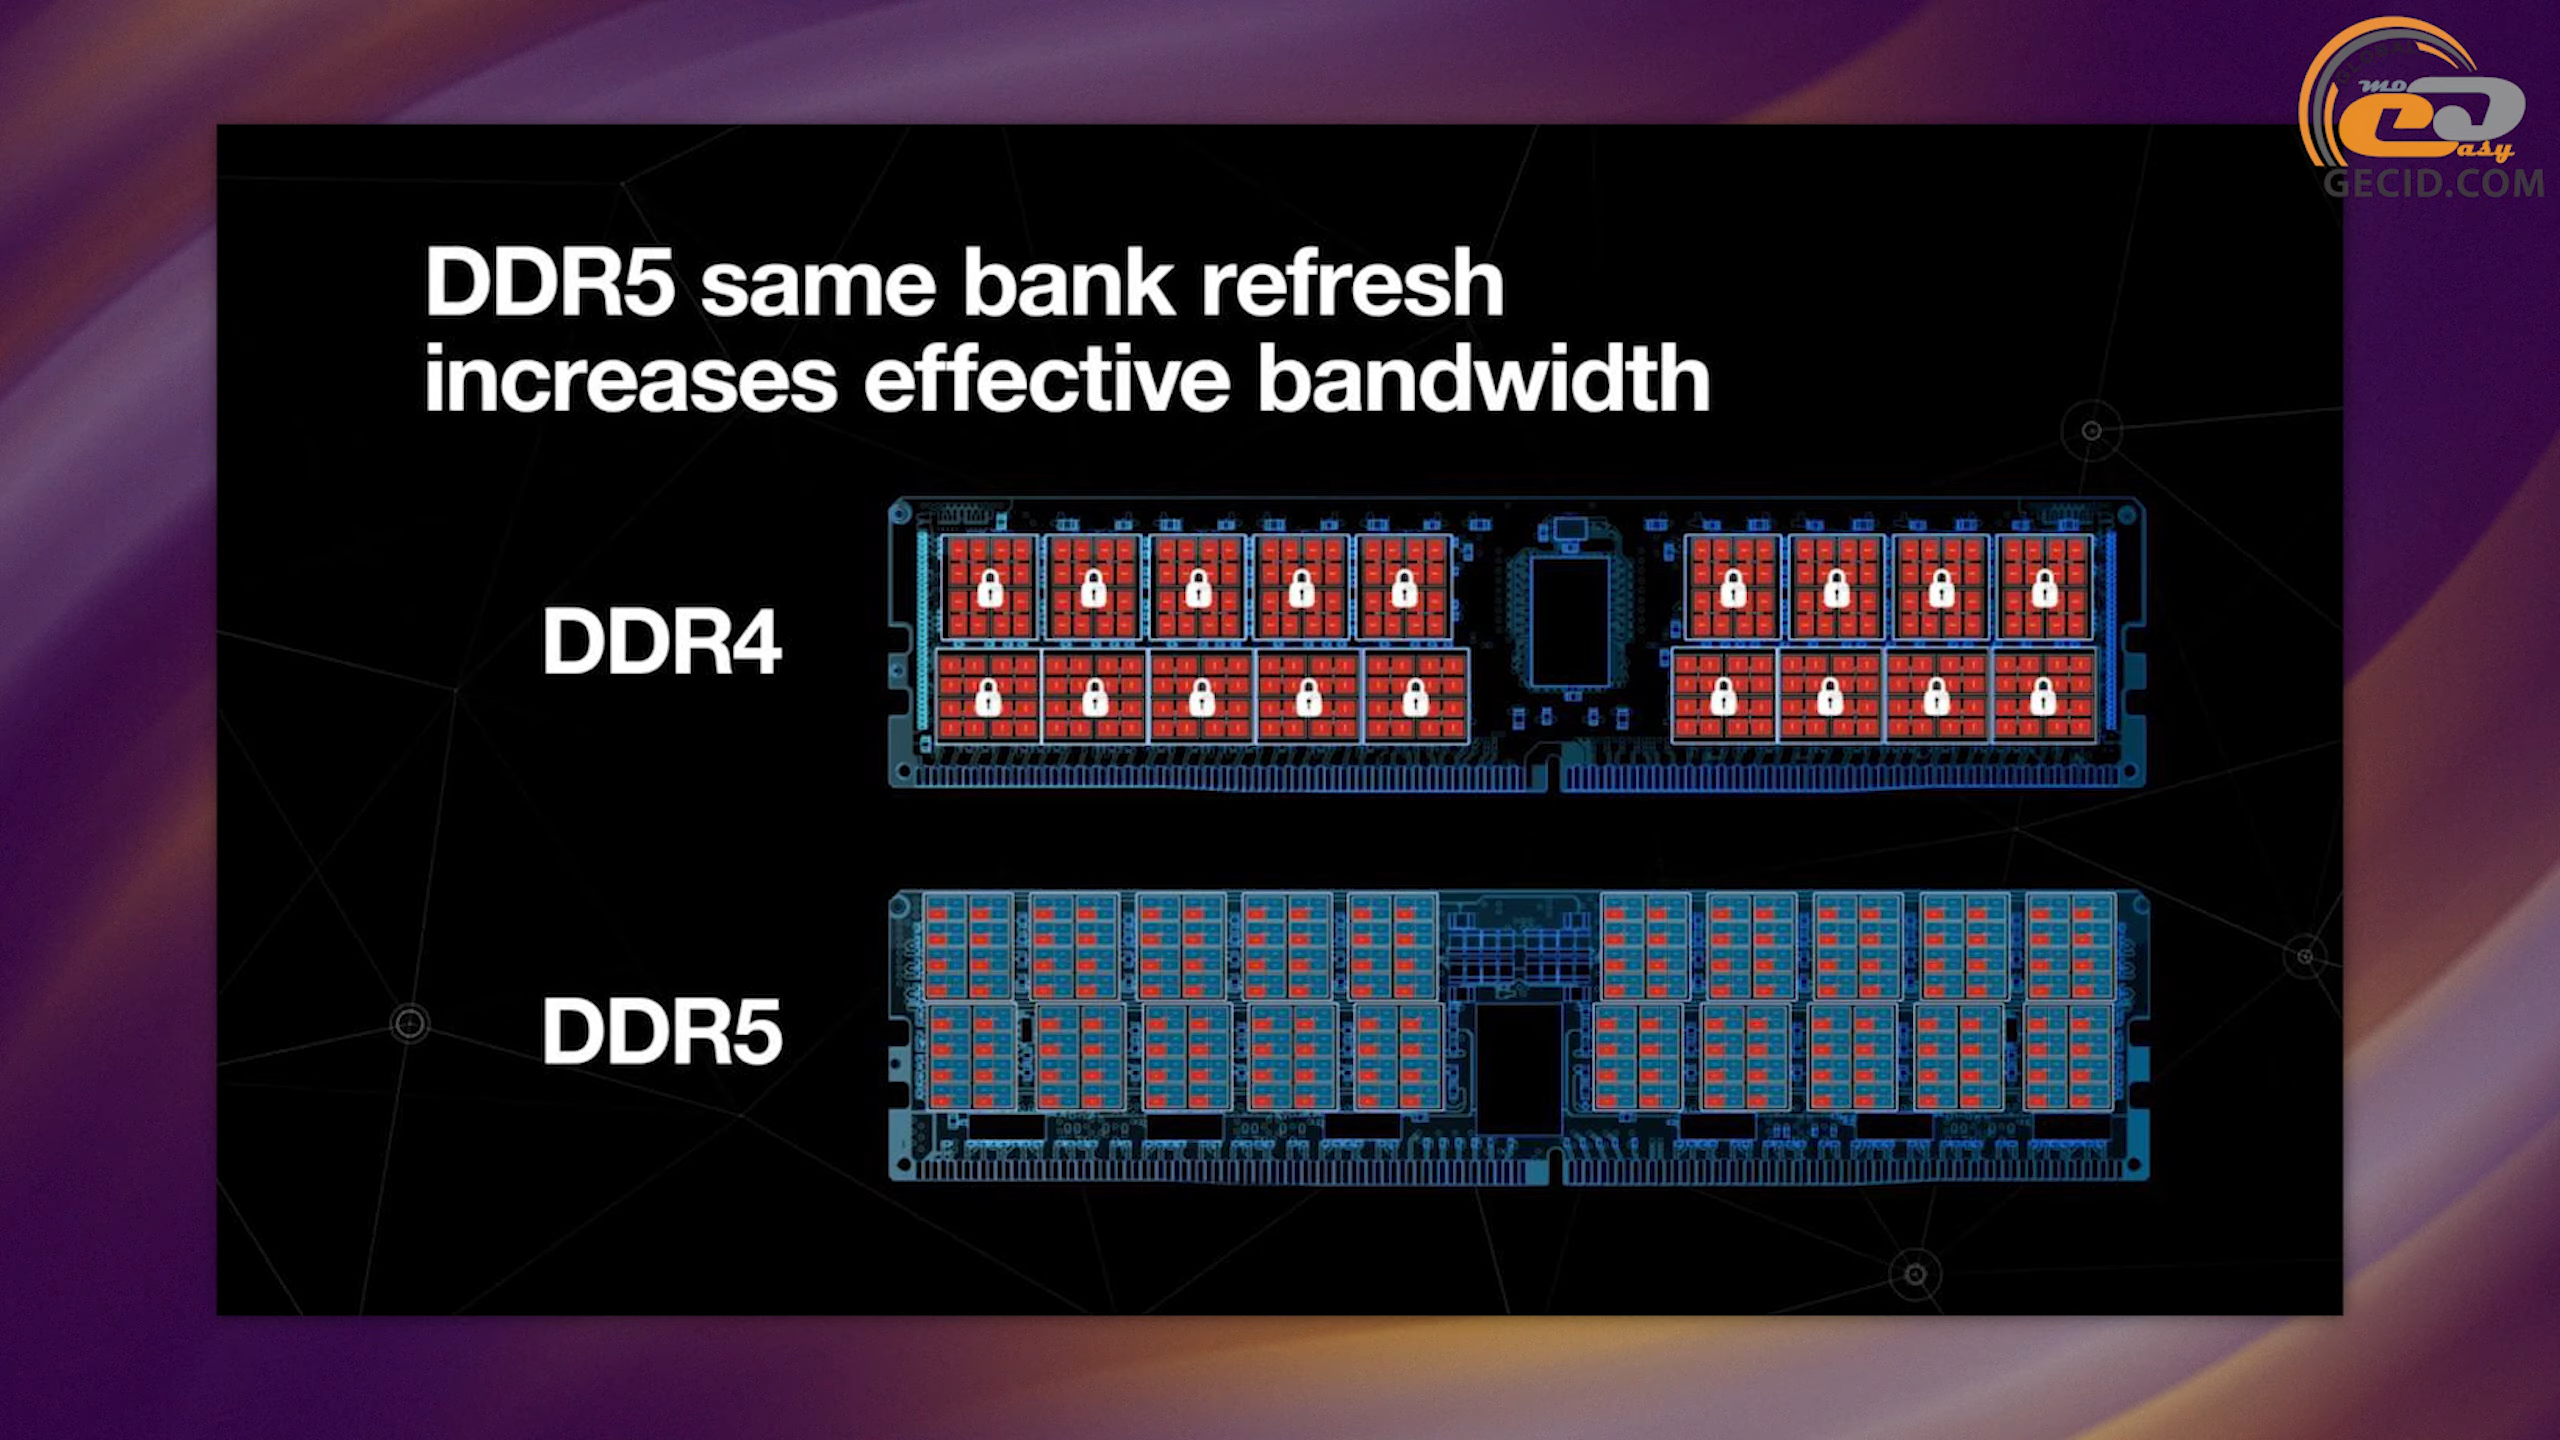 DDR5 same bank refresh
increases effective bandwidth
DDR4
DDR5
GECID.COM